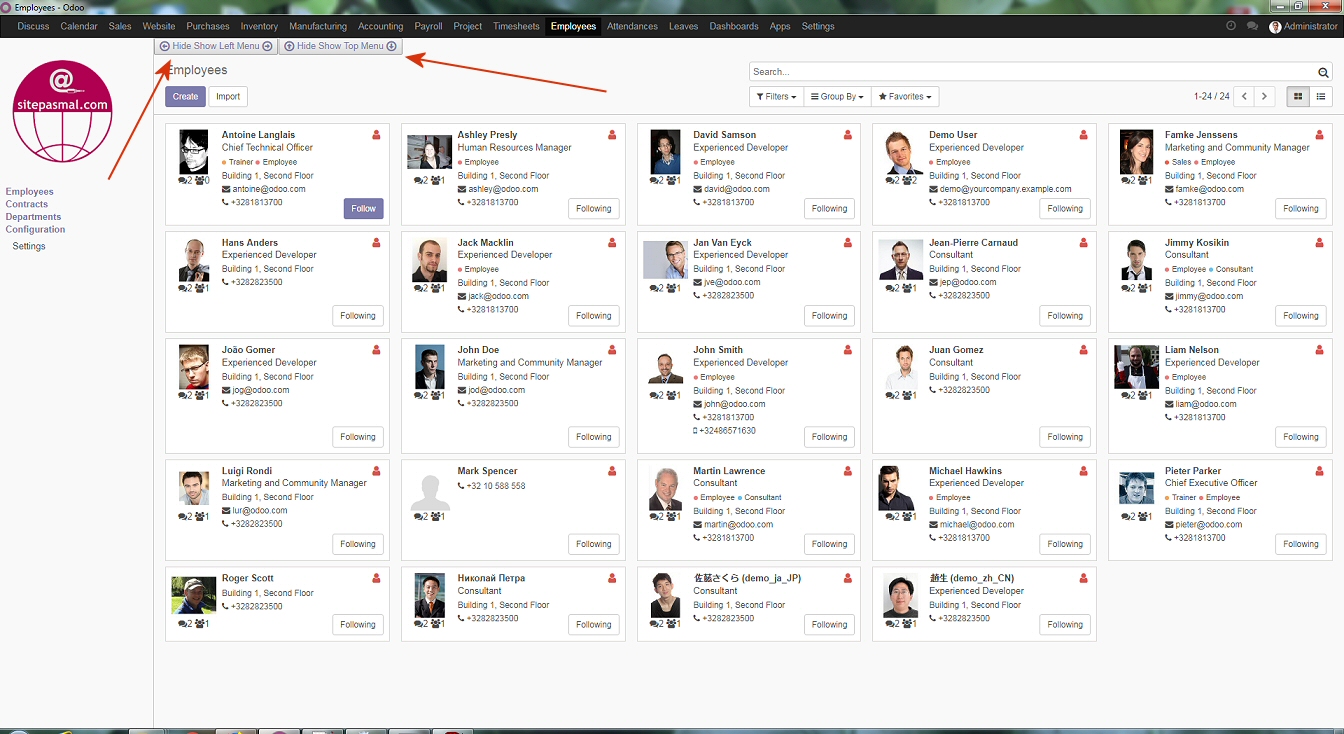 Employees - Odoo
Discuss Calendar Sales Website Purchases Inventory Manufacturing Accounting Payroll Project Timesheets Employees Attendances Leaves Dashboards Apps Settings Administrator
Hide Show Left Menu Hide Show Top Menu
@
sitepasmal.com
Employees
Contracts
Departments
Configuration
Settings
Employees
Search...
Create Import
Filters Group By Favorites 1-24 / 24
Antoine Langlais
Chief Technical Officer
Trainer Employee
Building 1, Second Floor
antoine@odoo.com
+3281813700
2 0
Follow
Ashley Presly
Human Resources Manager
Employee
Building 1, Second Floor
ashley@odoo.com
+3281813700
2 1
Following
David Samson
Experienced Developer
Employee
Building 1, Second Floor
david@odoo.com
+3281813700
2 1
Following
Demo User
Experienced Developer
Employee
Building 1, Second Floor
demo@yourcompany.example.com
+3281813700
2 2
Following
Famke Jenssens
Marketing and Community Manager
Sales Employee
Building 1, Second Floor
famke@odoo.com
+3281813700
2 1
Following
Hans Anders
Experienced Developer
Building 1, Second Floor
+3282823500
2 1
Following
Jack Macklin
Experienced Developer
Employee
Building 1, Second Floor
jack@odoo.com
+3281813700
2 1
Following
Jan Van Eyck
Experienced Developer
Building 1, Second Floor
jve@odoo.com
+3282823500
2 1
Following
Jean-Pierre Carnaud
Consultant
Building 1, Second Floor
jep@odoo.com
+3282823500
2 1
Following
Jimmy Kosikin
Consultant
Employee Consultant
Building 1, Second Floor
jimmy@odoo.com
+3281813700
2 1
Following
João Gomer
Experienced Developer
Building 1, Second Floor
jog@odoo.com
+3282823500
2 1
Following
John Doe
Marketing and Community Manager
Building 1, Second Floor
jod@odoo.com
+3282823500
2 1
Following
John Smith
Experienced Developer
Employee
Building 1, Second Floor
john@odoo.com
+3281813700
+32486571630
2 1
Following
Juan Gomez
Consultant
Building 1, Second Floor
+3282823500
2 1
Following
Liam Nelson
Experienced Developer
Employee
Building 1, Second Floor
liam@odoo.com
+3281813700
2 1
Following
Luigi Rondi
Marketing and Community Manager
Building 1, Second Floor
lur@odoo.com
+3282823500
2 1
Following
Mark Spencer
+32 10 588 558
2 1
Following
Martin Lawrence
Consultant
Employee Consultant
Building 1, Second Floor
martin@odoo.com
+3281813700
2 1
Following
Michael Hawkins
Experienced Developer
Employee
Building 1, Second Floor
michael@odoo.com
+3281813700
2 1
Following
Pieter Parker
Chief Executive Officer
Trainer Employee
Building 1, Second Floor
pieter@odoo.com
+3281813700
2 1
Following
Roger Scott
Building 1, Second Floor
+3282823500
2 1
Following
Николай Петра
Consultant
Building 1, Second Floor
+3282823500
2 1
Following
佐藤さくら (demo_ja_JP)
Consultant
Building 1, Second Floor
+3282823500
2 1
Following
趙生 (demo_zh_CN)
Experienced Developer
Building 1, Second Floor
+3282823500
2 1
Following